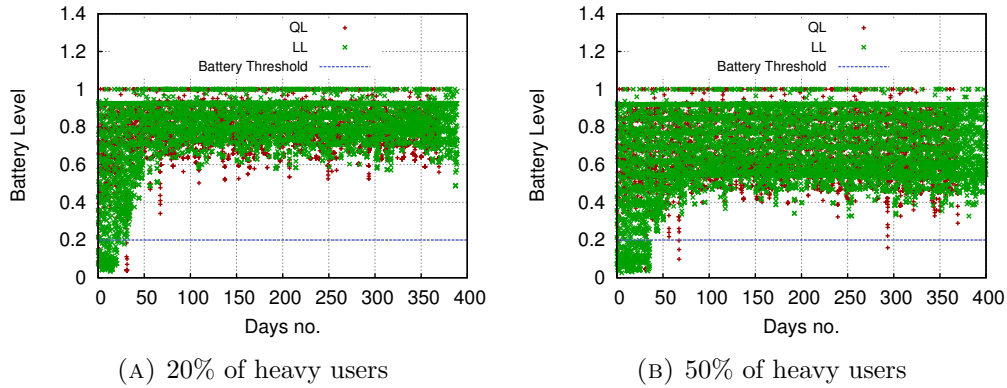 1.4
1.2
1
0.8
0.6
0.4
0.2
0
Battery Level
QL
LL
Battery Threshold
0 50 100 150 200 250 300 350 400
Days no.
(A) 20% of heavy users
1.4
1.2
1
0.8
0.6
0.4
0.2
0
Battery Level
QL
LL
Battery Threshold
0 50 100 150 200 250 300 350 400
Days no.
(B) 50% of heavy users